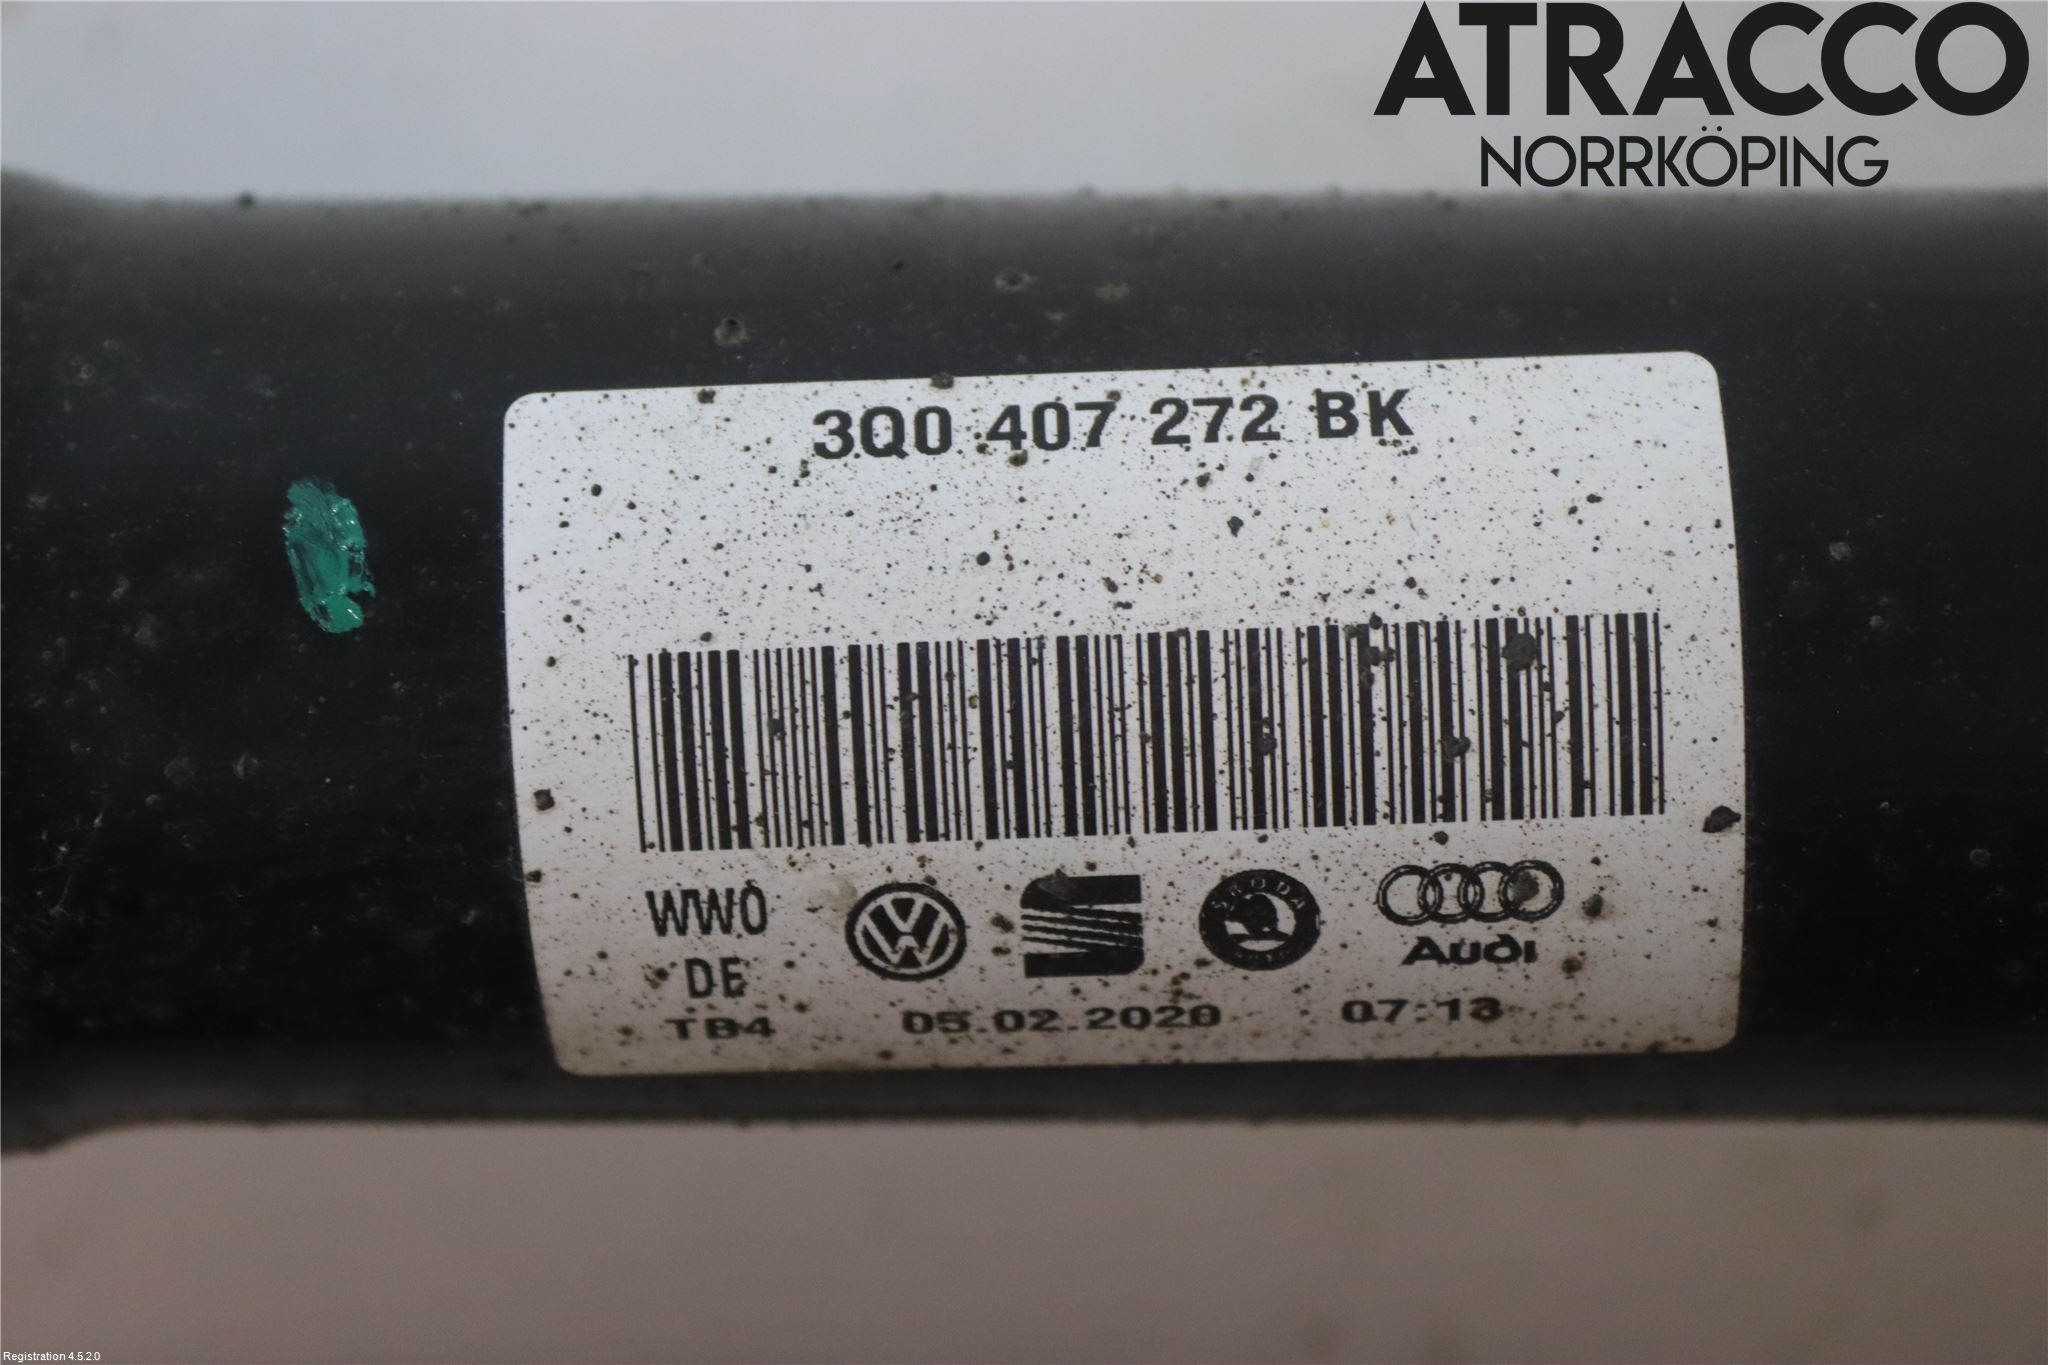 ATRACCO
NORRKÖPING
3Q0 407 272 BK
WW0
DE
TB4
SKODA
Audi
05.02.2020 07:13
Registration 4.5.2.0